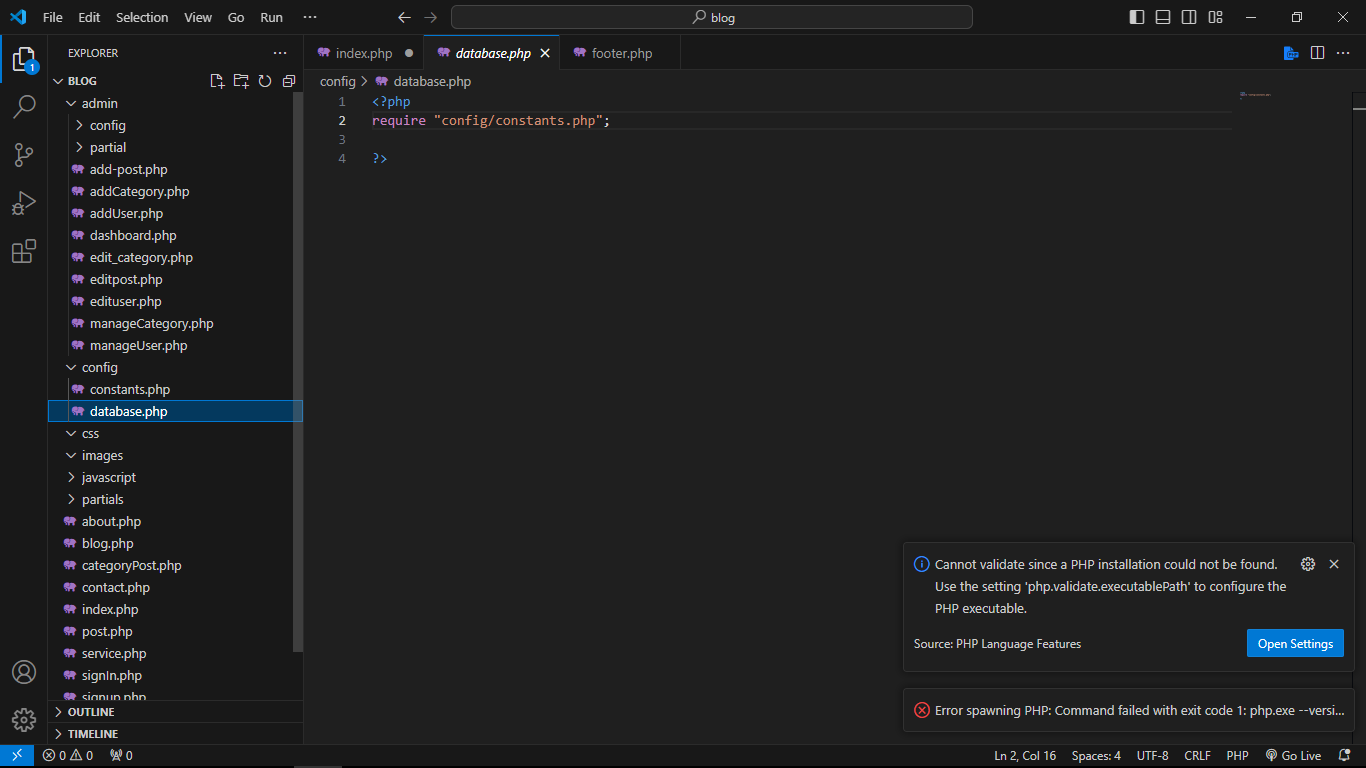 File Edit Selection View Go Run ··· blog
EXPLORER ···
BLOG
admin
config
partial
add-post.php
addCategory.php
addUser.php
dashboard.php
edit_category.php
editpost.php
edituser.php
manageCategory.php
manageUser.php
config
constants.php
database.php
css
images
javascript
partials
about.php
blog.php
categoryPost.php
contact.php
index.php
post.php
service.php
signIn.php
signup.php
OUTLINE
TIMELINE
1
index.php database.php footer.php
config > database.php
1 <?php
2 require "config/constants.php";
3
4 ?>
Cannot validate since a PHP installation could not be found.
Use the setting 'php.validate.executablePath' to configure the
PHP executable.
Source: PHP Language Features Open Settings
Error spawning PHP: Command failed with exit code 1: php.exe --versi...
0 0 0 Ln 2, Col 16 Spaces: 4 UTF-8 CRLF PHP Go Live